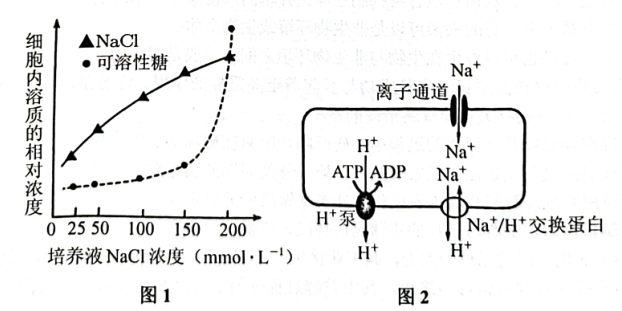 细胞内溶质的相对浓度
▲NaCl
•可溶性糖
0 25 50 100 150 200
培养液NaCl浓度（mmol·L⁻¹）
图1
Na⁺
离子通道
Na⁺
H⁺
ATP ADP
Na⁺
H⁺泵
Na⁺/H⁺交换蛋白
H⁺
H⁺
图2